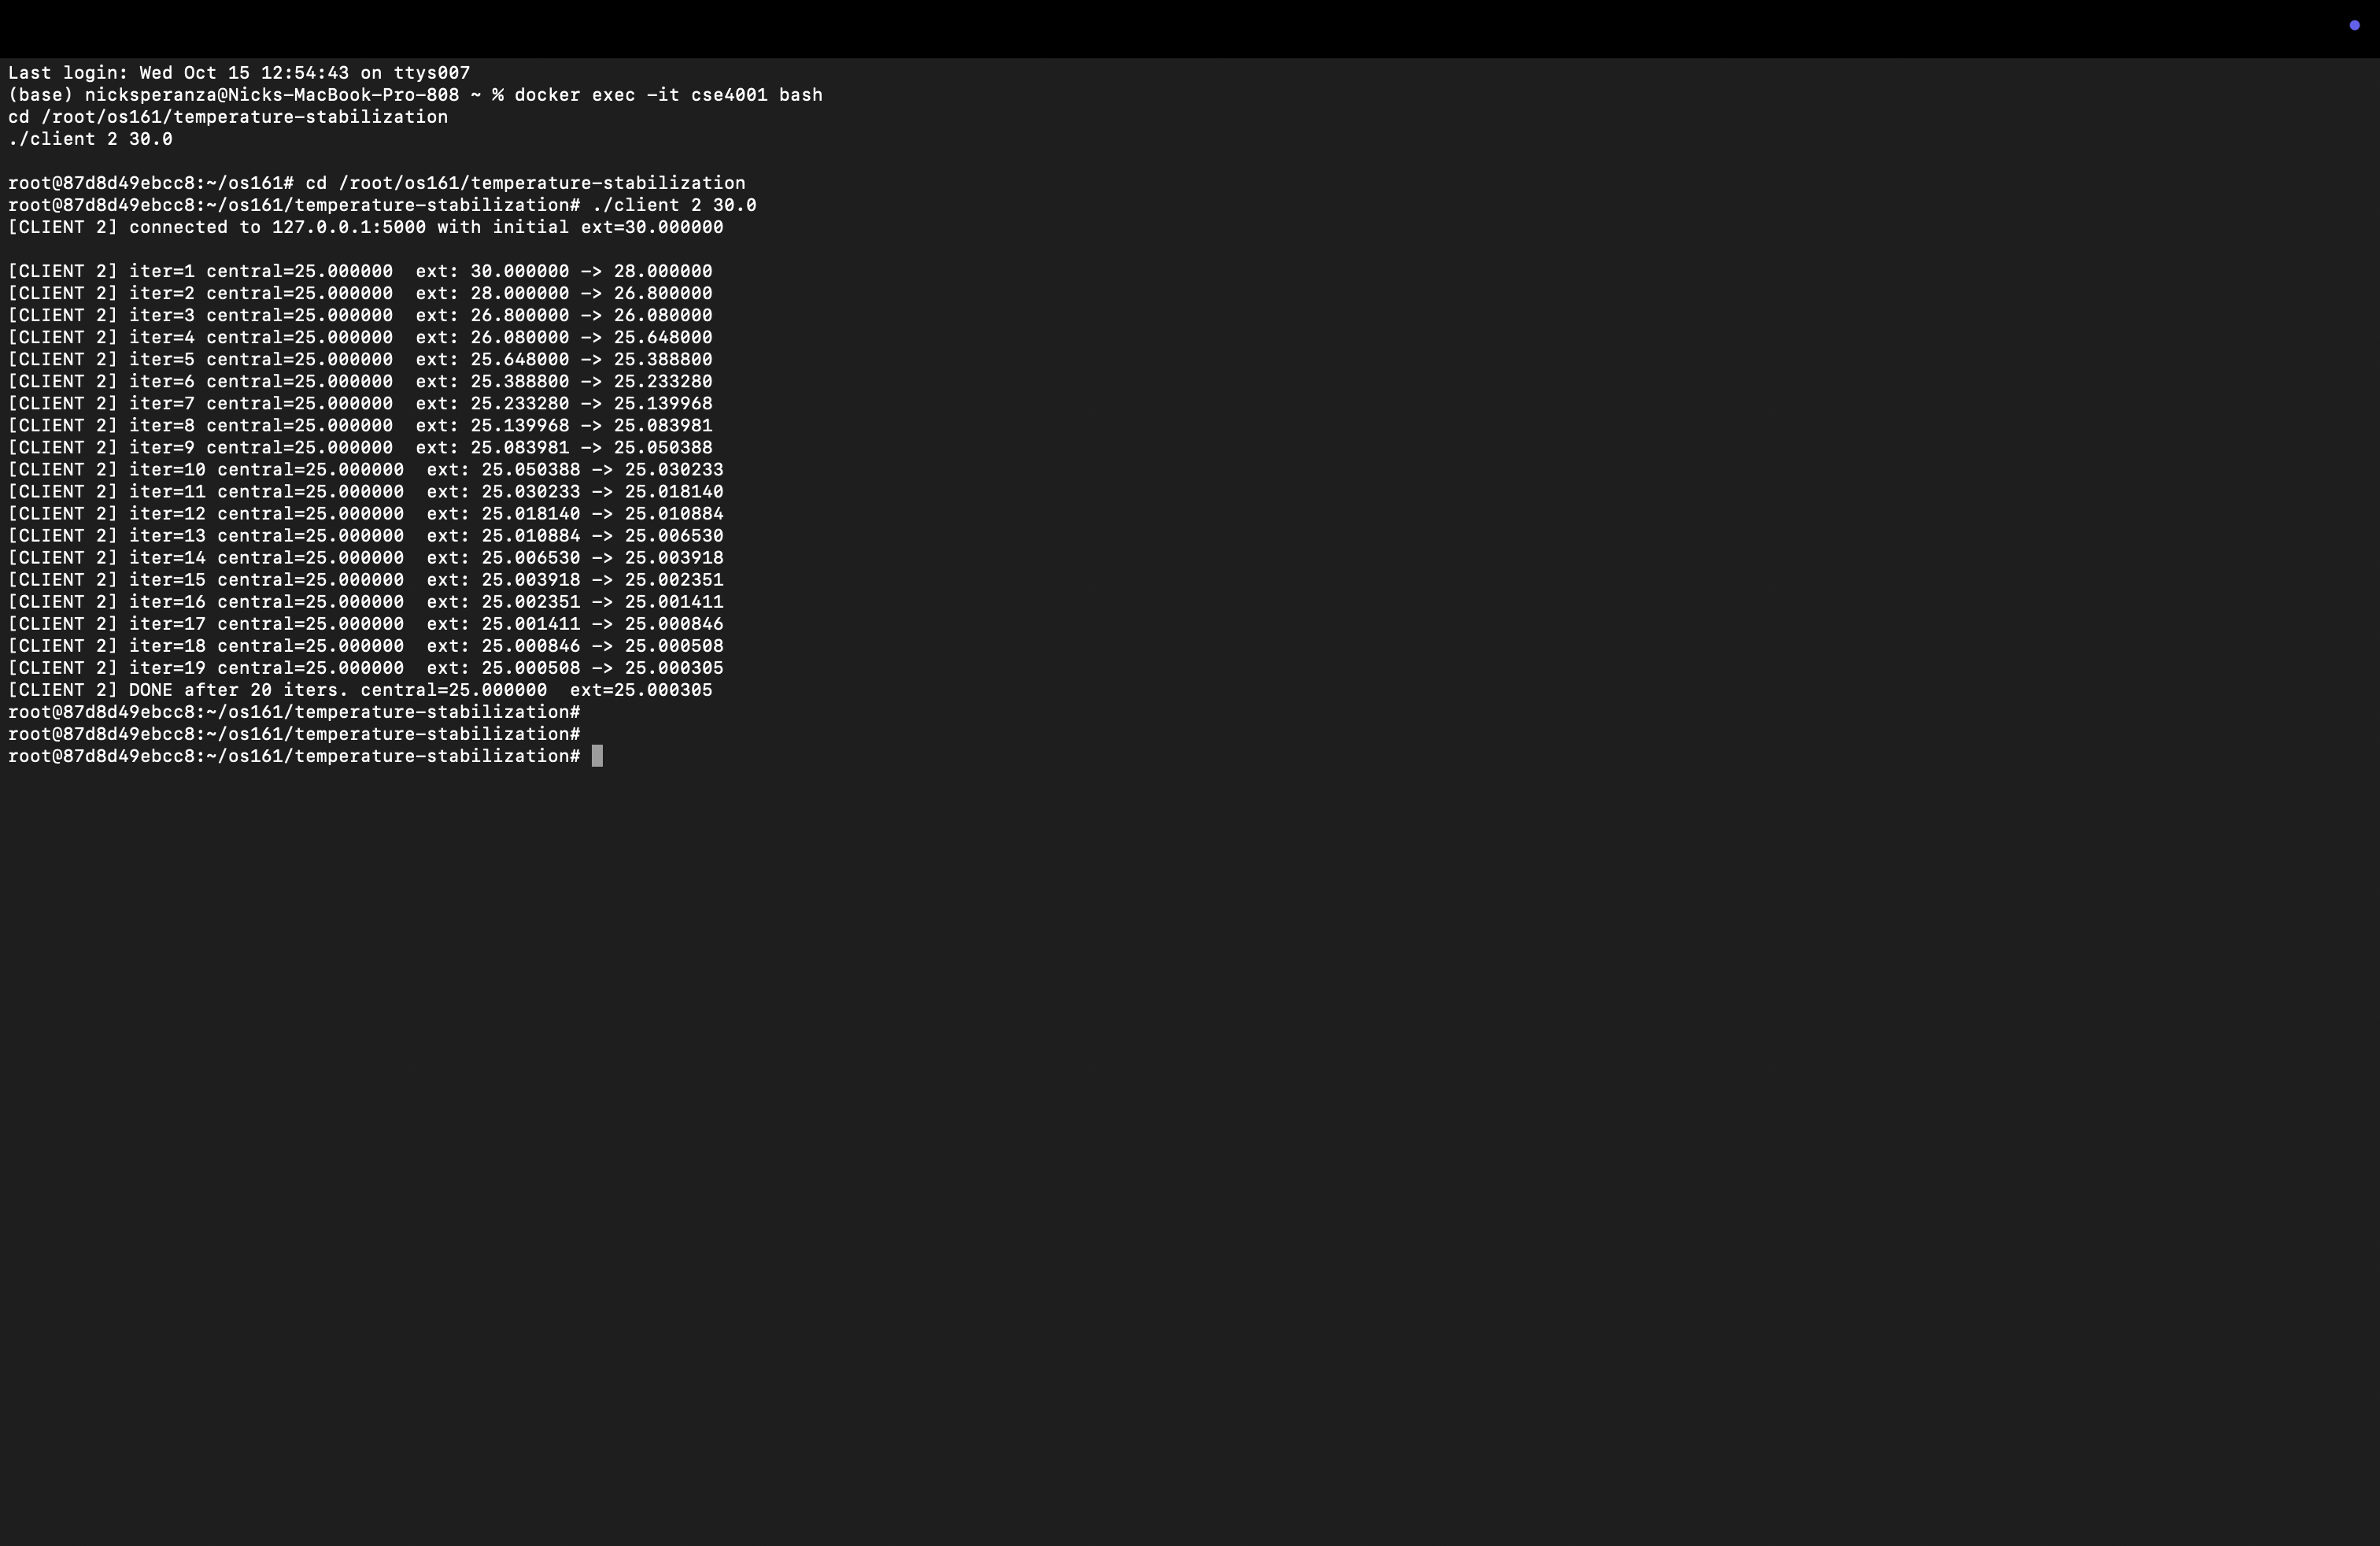 Last login: Wed Oct 15 12:54:43 on ttys007
(base) nicksperanza@Nicks-MacBook-Pro-808 ~ % docker exec -it cse4001 bash
cd /root/os161/temperature-stabilization
./client 2 30.0
root@87d8d49ebcc8:~/os161# cd /root/os161/temperature-stabilization
root@87d8d49ebcc8:~/os161/temperature-stabilization# ./client 2 30.0
[CLIENT 2] connected to 127.0.0.1:5000 with initial ext=30.000000
[CLIENT 2] iter=1 central=25.000000  ext: 30.000000 -> 28.000000
[CLIENT 2] iter=2 central=25.000000  ext: 28.000000 -> 26.800000
[CLIENT 2] iter=3 central=25.000000  ext: 26.800000 -> 26.080000
[CLIENT 2] iter=4 central=25.000000  ext: 26.080000 -> 25.648000
[CLIENT 2] iter=5 central=25.000000  ext: 25.648000 -> 25.388800
[CLIENT 2] iter=6 central=25.000000  ext: 25.388800 -> 25.233280
[CLIENT 2] iter=7 central=25.000000  ext: 25.233280 -> 25.139968
[CLIENT 2] iter=8 central=25.000000  ext: 25.139968 -> 25.083981
[CLIENT 2] iter=9 central=25.000000  ext: 25.083981 -> 25.050388
[CLIENT 2] iter=10 central=25.000000  ext: 25.050388 -> 25.030233
[CLIENT 2] iter=11 central=25.000000  ext: 25.030233 -> 25.018140
[CLIENT 2] iter=12 central=25.000000  ext: 25.018140 -> 25.010884
[CLIENT 2] iter=13 central=25.000000  ext: 25.010884 -> 25.006530
[CLIENT 2] iter=14 central=25.000000  ext: 25.006530 -> 25.003918
[CLIENT 2] iter=15 central=25.000000  ext: 25.003918 -> 25.002351
[CLIENT 2] iter=16 central=25.000000  ext: 25.002351 -> 25.001411
[CLIENT 2] iter=17 central=25.000000  ext: 25.001411 -> 25.000846
[CLIENT 2] iter=18 central=25.000000  ext: 25.000846 -> 25.000508
[CLIENT 2] iter=19 central=25.000000  ext: 25.000508 -> 25.000305
[CLIENT 2] DONE after 20 iters. central=25.000000  ext=25.000305
root@87d8d49ebcc8:~/os161/temperature-stabilization#
root@87d8d49ebcc8:~/os161/temperature-stabilization#
root@87d8d49ebcc8:~/os161/temperature-stabilization#